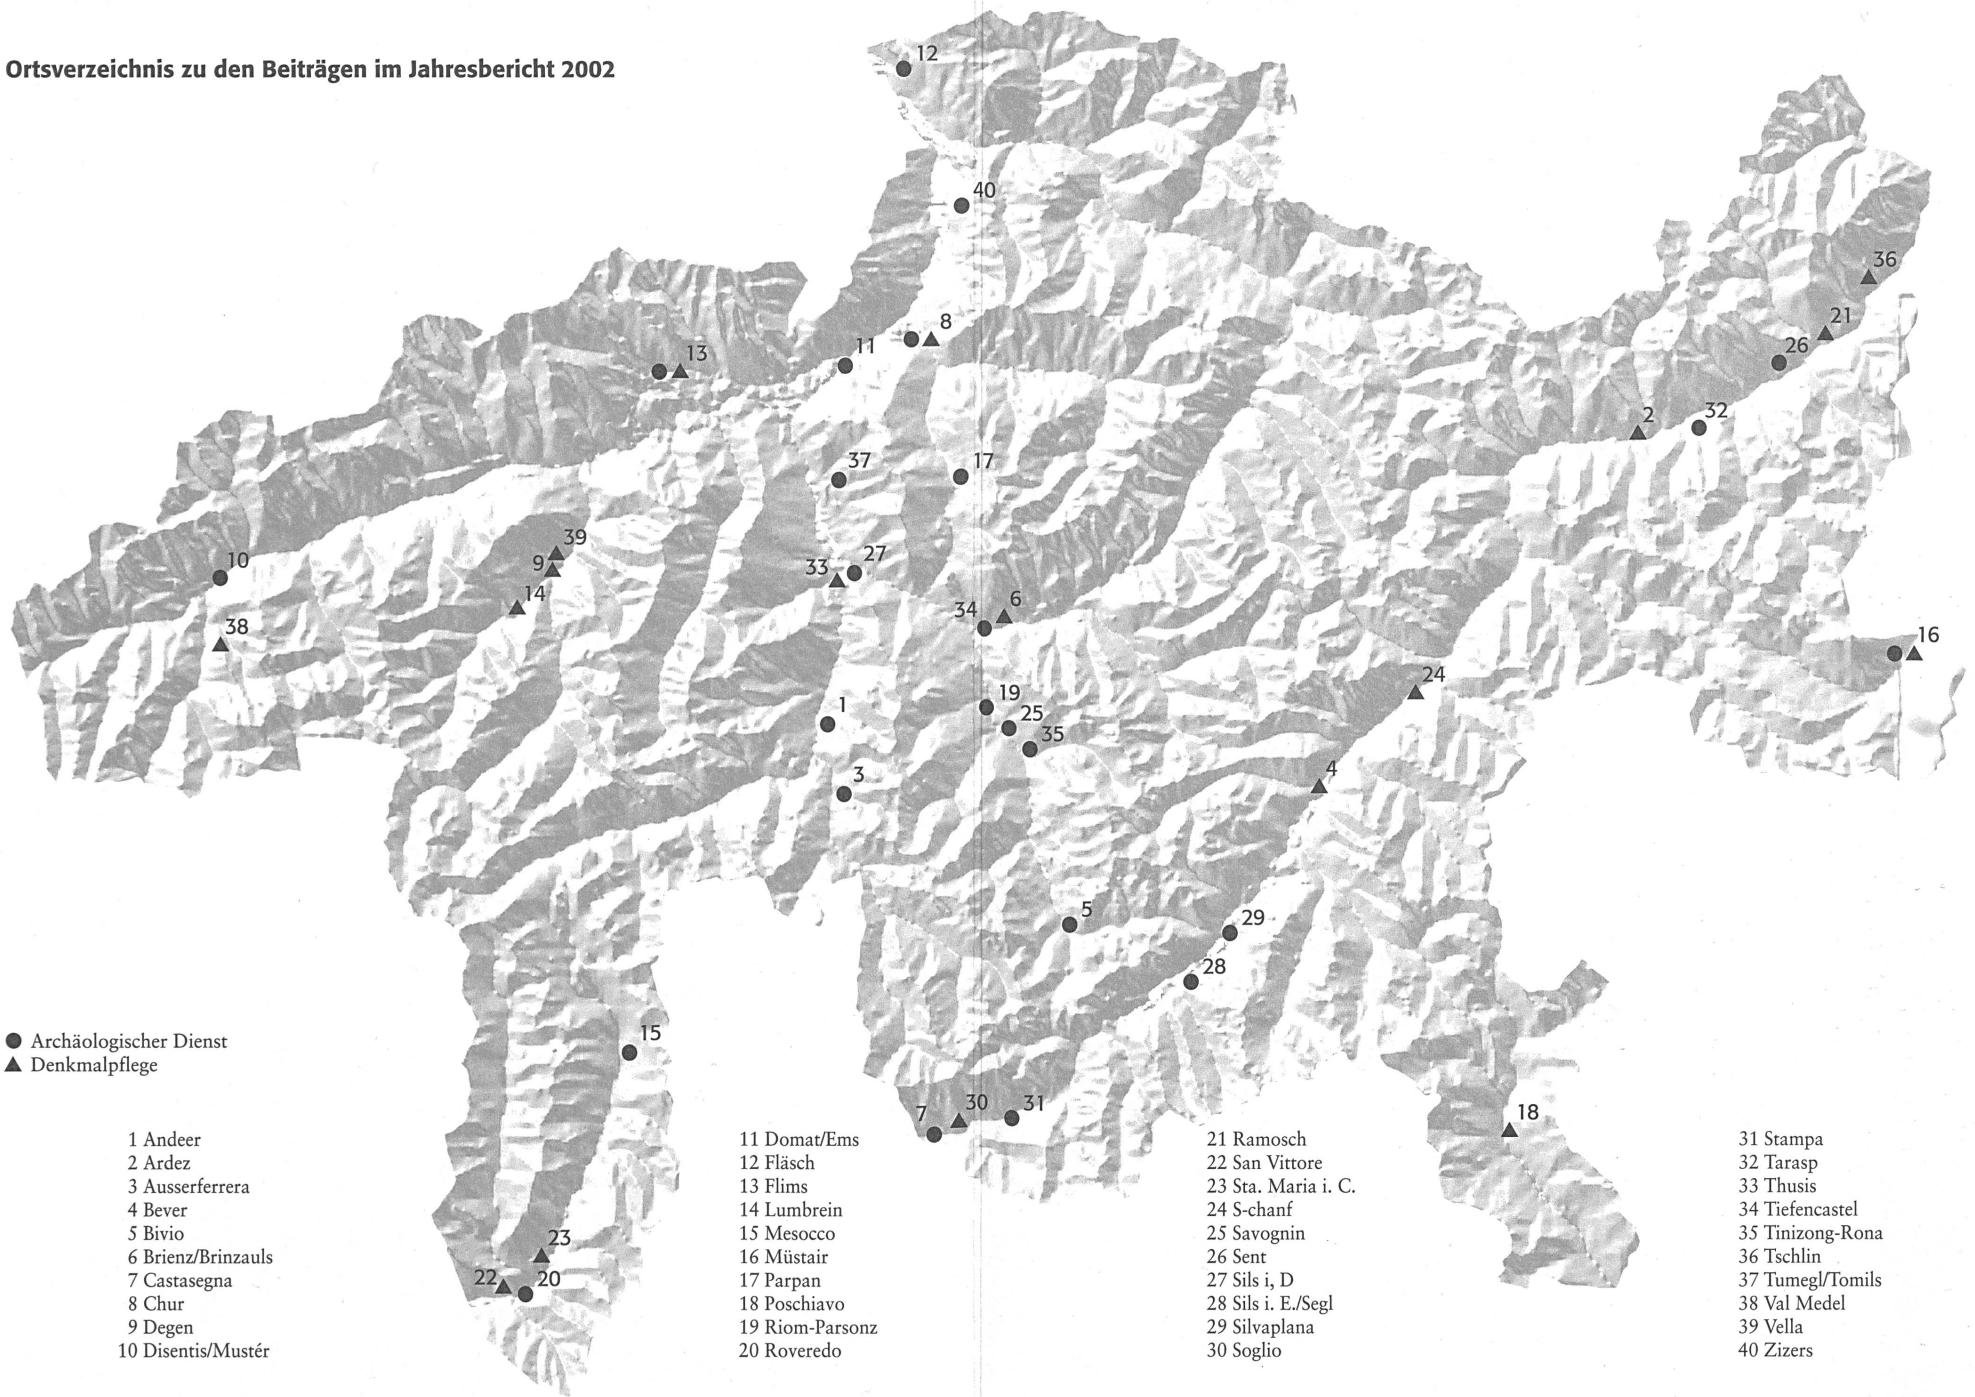 Ortsverzeichnis zu den Beiträgen im Jahresbericht 2002
12
40
36
21
8
11
13
26
2
32
37
17
39
10
9
27
33
14
6
34
38
16
24
19
1
25
35
4
3
5
29
28
15
7
30
31
18
23
22
20
Archäologischer Dienst
Denkmalpflege
1 Andeer
2 Ardez
3 Ausserferrera
4 Bever
5 Bivio
6 Brienz/Brinzauls
7 Castasegna
8 Chur
9 Degen
10 Disentis/Mustér
11 Domat/Ems
12 Fläsch
13 Flims
14 Lumbrein
15 Mesocco
16 Müstair
17 Parpan
18 Poschiavo
19 Riom-Parsonz
20 Roveredo
21 Ramosch
22 San Vittore
23 Sta. Maria i. C.
24 S-chanf
25 Savognin
26 Sent
27 Sils i, D
28 Sils i. E./Segl
29 Silvaplana
30 Soglio
31 Stampa
32 Tarasp
33 Thusis
34 Tiefencastel
35 Tinizong-Rona
36 Tschlin
37 Tumegl/Tomils
38 Val Medel
39 Vella
40 Zizers